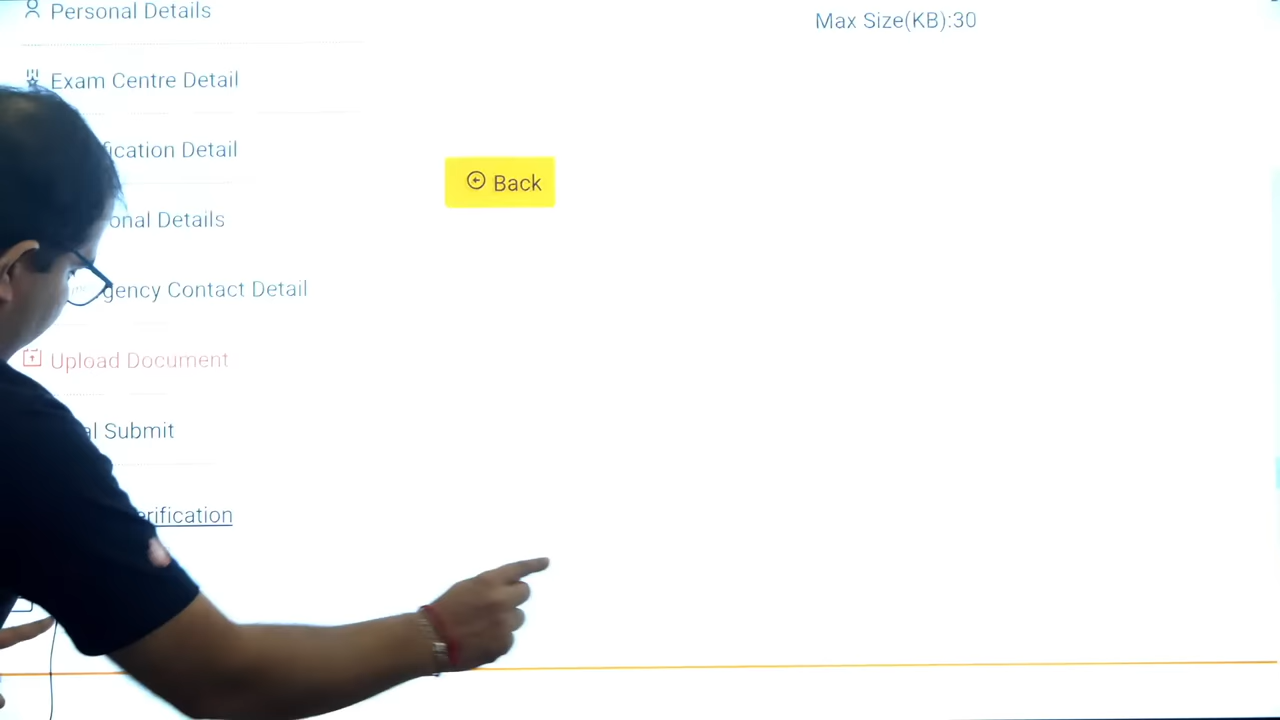 Personal Details
Max Size(KB):30
Exam Centre Detail
ication Detail
Back
onal Details
gency Contact Detail
Upload Document
al Submit
erification